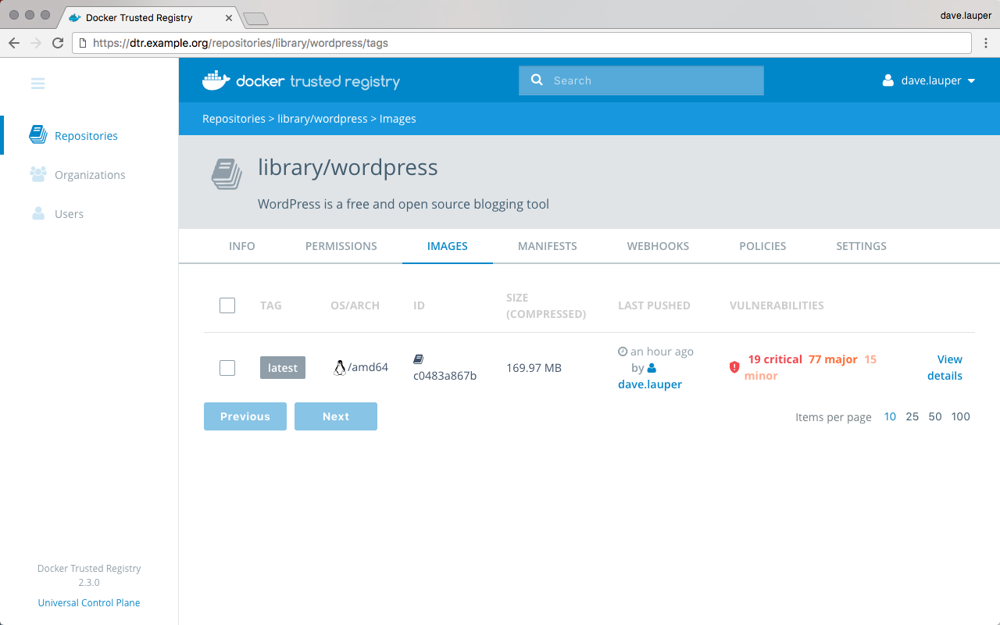 Docker Trusted Registry
dave.lauper
https://dtr.example.org/repositories/library/wordpress/tags
docker trusted registry
Search
dave.lauper
Repositories > library/wordpress > Images
Repositories
Organizations
Users
library/wordpress
WordPress is a free and open source blogging tool
INFO PERMISSIONS IMAGES MANIFESTS WEBHOOKS POLICIES SETTINGS
TAG OS/ARCH ID SIZE (COMPRESSED) LAST PUSHED VULNERABILITIES
latest
/amd64
c0483a867b
169.97 MB
an hour ago
by
dave.lauper
19 critical 77 major 15
minor
View
details
Previous Next
Items per page 10 25 50 100
Docker Trusted Registry
2.3.0
Universal Control Plane